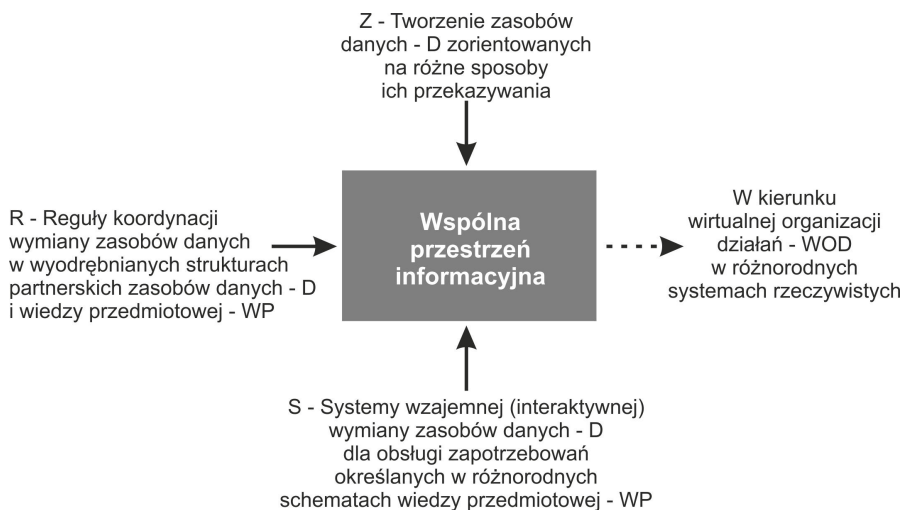 Z - Tworzenie zasobów
danych - D zorientowanych
na różne sposoby
ich przekazywania
R - Reguły koordynacji
wymiany zasobów danych
w wyodrębnianych strukturach
partnerskich zasobów danych - D
i wiedzy przedmiotowej - WP
Wspólna
przestrzeń
informacyjna
W kierunku
wirtualnej organizacji
działań - WOD
w różnorodnych
systemach rzeczywistych
S - Systemy wzajemnej (interaktywnej)
wymiany zasobów danych - D
dla obsługi zapotrzebowań
określanych w różnorodnych
schematach wiedzy przedmiotowej - WP